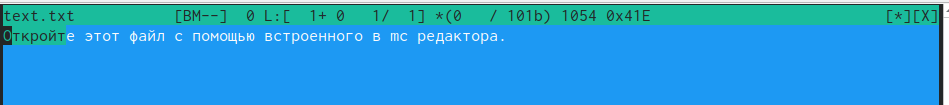 text.txt [BM--] 0 L:[ 1+ 0 1/ 1] *(0 / 101b) 1054 0x41E [*][X]
Откройте этот файл с помощью встроенного в mc редактора.